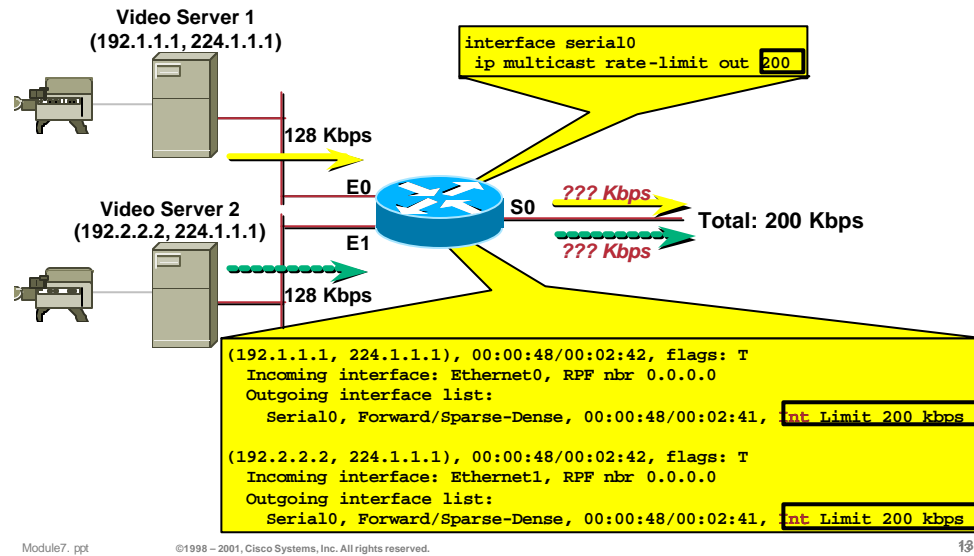 Video Server 1
(192.1.1.1, 224.1.1.1)
interface serial0
ip multicast rate-limit out 200
128 Kbps
E0
??? Kbps
S0
Total: 200 Kbps
Video Server 2
(192.2.2.2, 224.1.1.1)
E1
??? Kbps
128 Kbps
(192.1.1.1, 224.1.1.1), 00:00:48/00:02:42, flags: T
Incoming interface: Ethernet0, RPF nbr 0.0.0.0
Outgoing interface list:
Serial0, Forward/Sparse-Dense, 00:00:48/00:02:41, Int Limit 200 kbps
(192.2.2.2, 224.1.1.1), 00:00:48/00:02:42, flags: T
Incoming interface: Ethernet1, RPF nbr 0.0.0.0
Outgoing interface list:
Serial0, Forward/Sparse-Dense, 00:00:48/00:02:41, Int Limit 200 kbps
Module7. ppt
©1998 – 2001, Cisco Systems, Inc. All rights reserved.